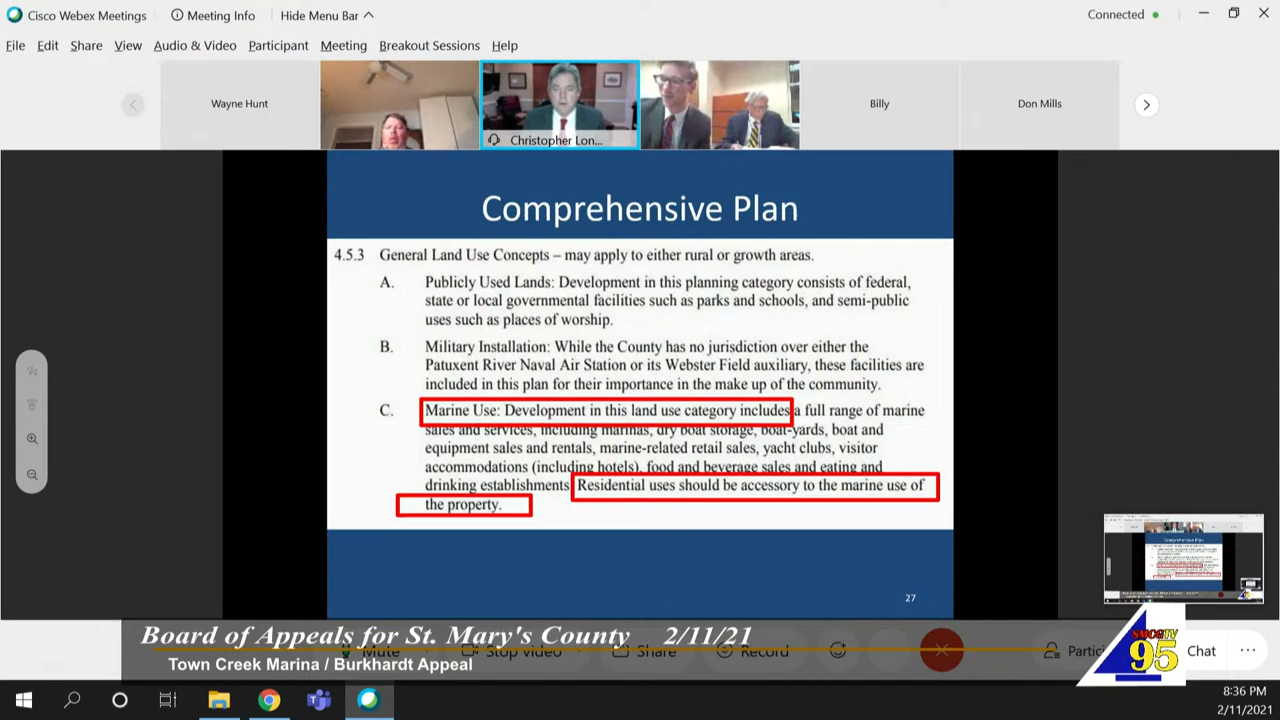 Cisco Webex Meetings
Meeting Info
Hide Menu Bar
Connected
File Edit Share View Audio & Video Participant Meeting Breakout Sessions Help
Wayne Hunt
Christopher Lon...
Billy
Don Mills
Comprehensive Plan
4.5.3 General Land Use Concepts – may apply to either rural or growth areas.
A. Publicly Used Lands: Development in this planning category consists of federal,
state or local governmental facilities such as parks and schools, and semi-public
uses such as places of worship.
B. Military Installation: While the County has no jurisdiction over either the
Patuxent River Naval Air Station or its Webster Field auxiliary, these facilities are
included in this plan for their importance in the make up of the community.
C. Marine Use: Development in this land use category includes a full range of marine
sales and services, including marinas, dry boat storage, boat-yards, boat and
equipment sales and rentals, marine-related retail sales, yacht clubs, visitor
accommodations (including hotels), food and beverage sales and eating and
drinking establishments Residential uses should be accessory to the marine use of
the property.
27
Board of Appeals for St. Mary's County 2/11/21
Mute Stop video Share Record Partici Chat
Town Creek Marina / Burkhardt Appeal
SMCGTV
95
8:36 PM
2/11/2021